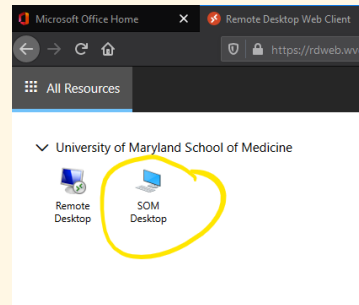 Microsoft Office Home
Remote Desktop Web Client
https://rdweb.wv
All Resources
University of Maryland School of Medicine
Remote
Desktop
SOM
Desktop